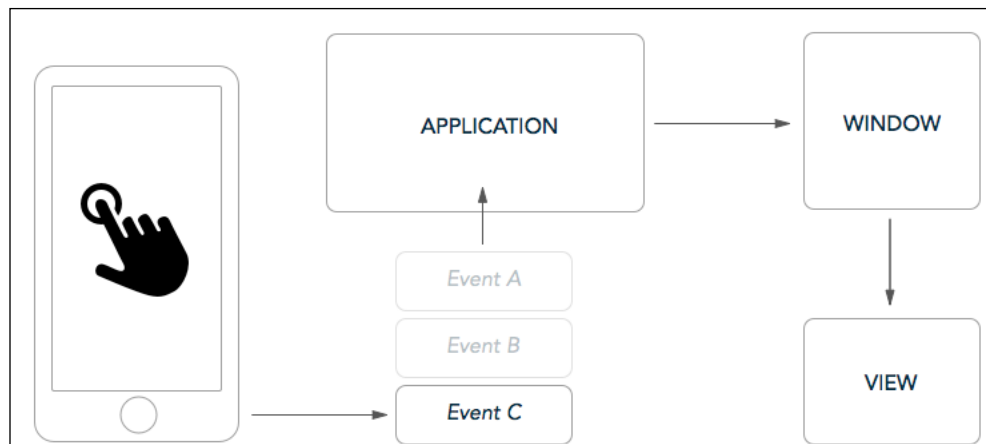 APPLICATION
WINDOW
Event A
Event B
Event C
VIEW